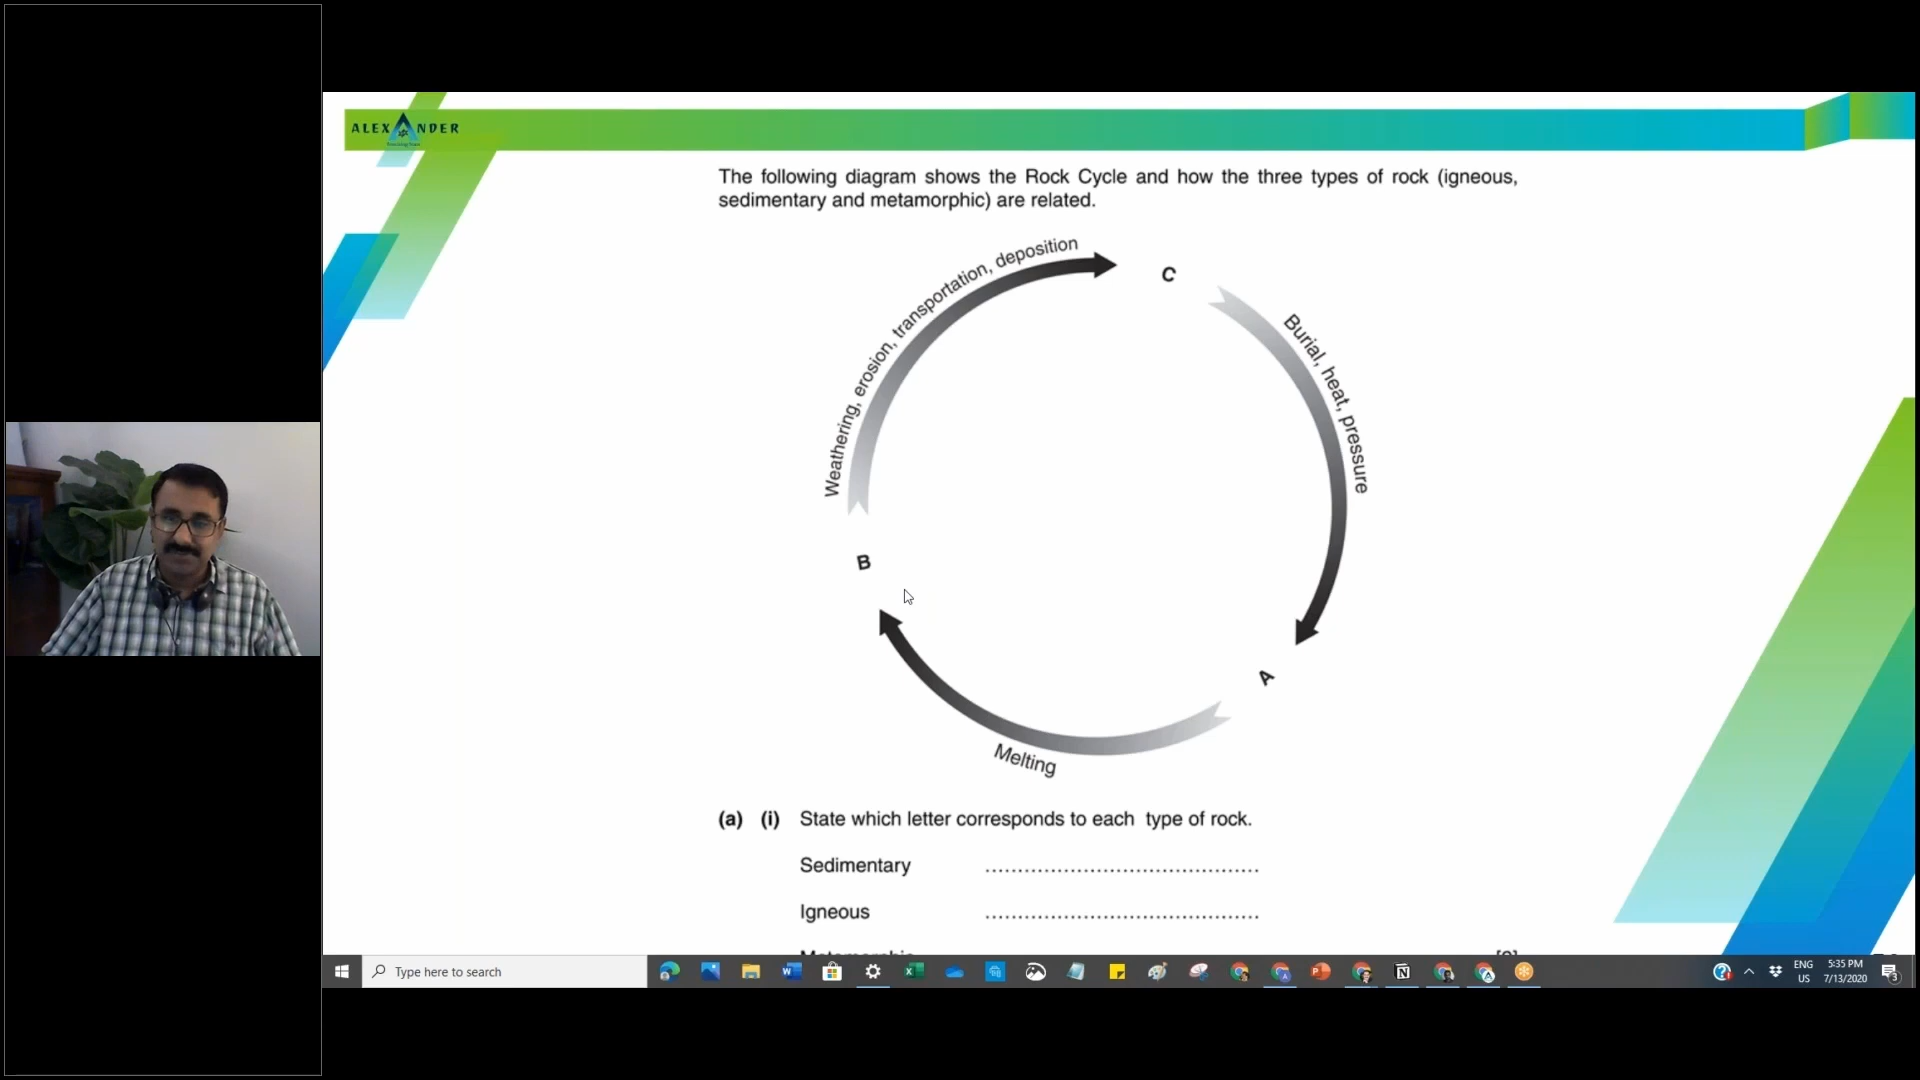 ALEXANDER
The following diagram shows the Rock Cycle and how the three types of rock (igneous,
sedimentary and metamorphic) are related.
Weathering, erosion, transportation, deposition
C
Burial, heat, pressure
B
A
Melting
(a) (i) State which letter corresponds to each type of rock.
Sedimentary ..........................................
Igneous ..........................................
Type here to search
ENG
US
5:35 PM
7/13/2020
3